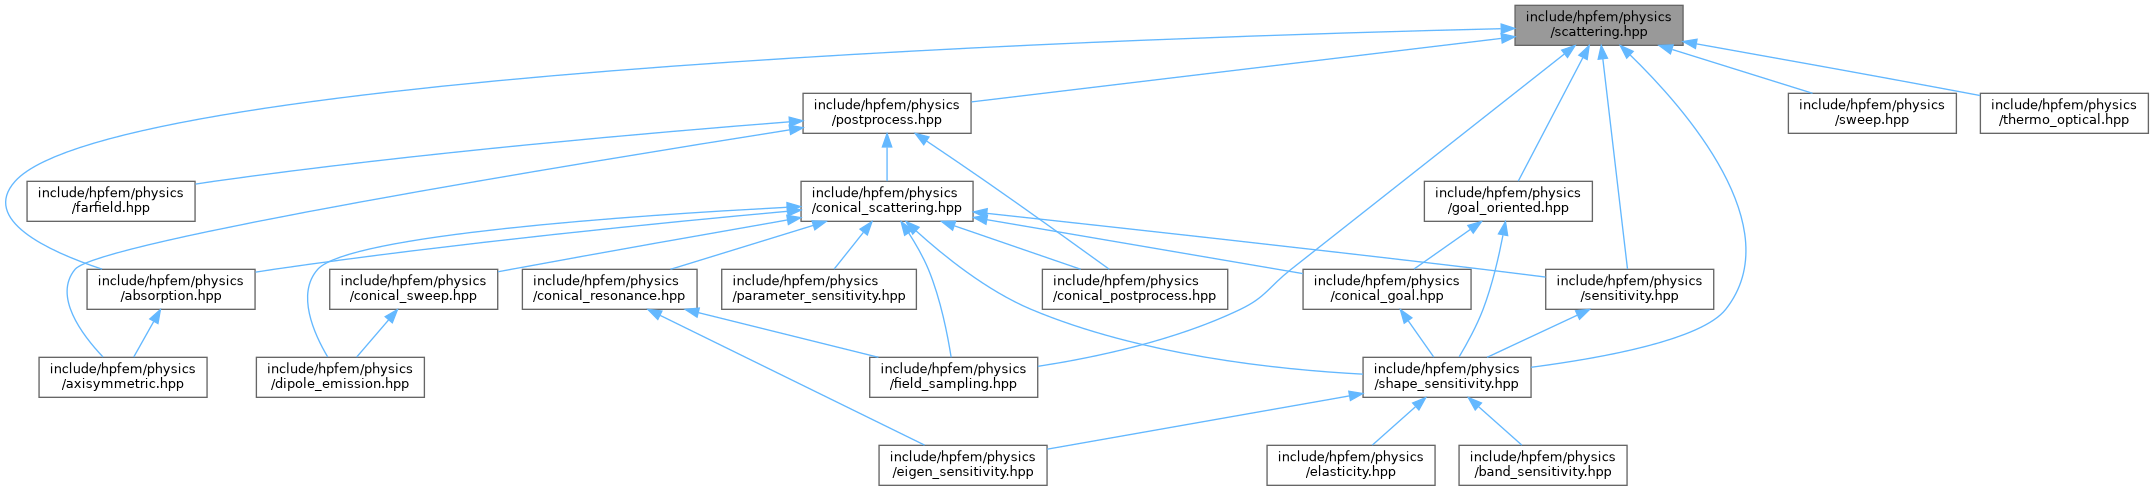 include/hpfem/physics
/scattering.hpp
include/hpfem/physics
/postprocess.hpp
include/hpfem/physics
/sweep.hpp
include/hpfem/physics
/thermo_optical.hpp
include/hpfem/physics
/farfield.hpp
include/hpfem/physics
/conical_scattering.hpp
include/hpfem/physics
/goal_oriented.hpp
include/hpfem/physics
/absorption.hpp
include/hpfem/physics
/conical_sweep.hpp
include/hpfem/physics
/conical_resonance.hpp
include/hpfem/physics
/parameter_sensitivity.hpp
include/hpfem/physics
/conical_postprocess.hpp
include/hpfem/physics
/conical_goal.hpp
include/hpfem/physics
/sensitivity.hpp
include/hpfem/physics
/axisymmetric.hpp
include/hpfem/physics
/dipole_emission.hpp
include/hpfem/physics
/field_sampling.hpp
include/hpfem/physics
/shape_sensitivity.hpp
include/hpfem/physics
/eigen_sensitivity.hpp
include/hpfem/physics
/elasticity.hpp
include/hpfem/physics
/band_sensitivity.hpp